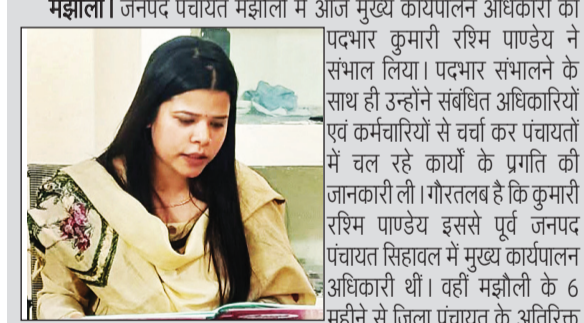 मझौली। जनपद पंचायत मझौली में आज मुख्य कार्यपालन अधिकारी का
पदभार कुमारी रश्मि पाण्डेय ने
संभाल लिया। पदभार संभालने के
साथ ही उन्होंने संबंधित अधिकारियों
एवं कर्मचारियों से चर्चा कर पंचायतों
में चल रहे कार्यों के प्रगति की
जानकारी ली।गौरतलब है कि कुमारी
रश्मि पाण्डेय इससे पूर्व जनपद
पंचायत सिहावल में मुख्य कार्यपालन
अधिकारी थीं। वहीं मझौली के 6
महीने से जिला पंचायत के अतिरिक्त